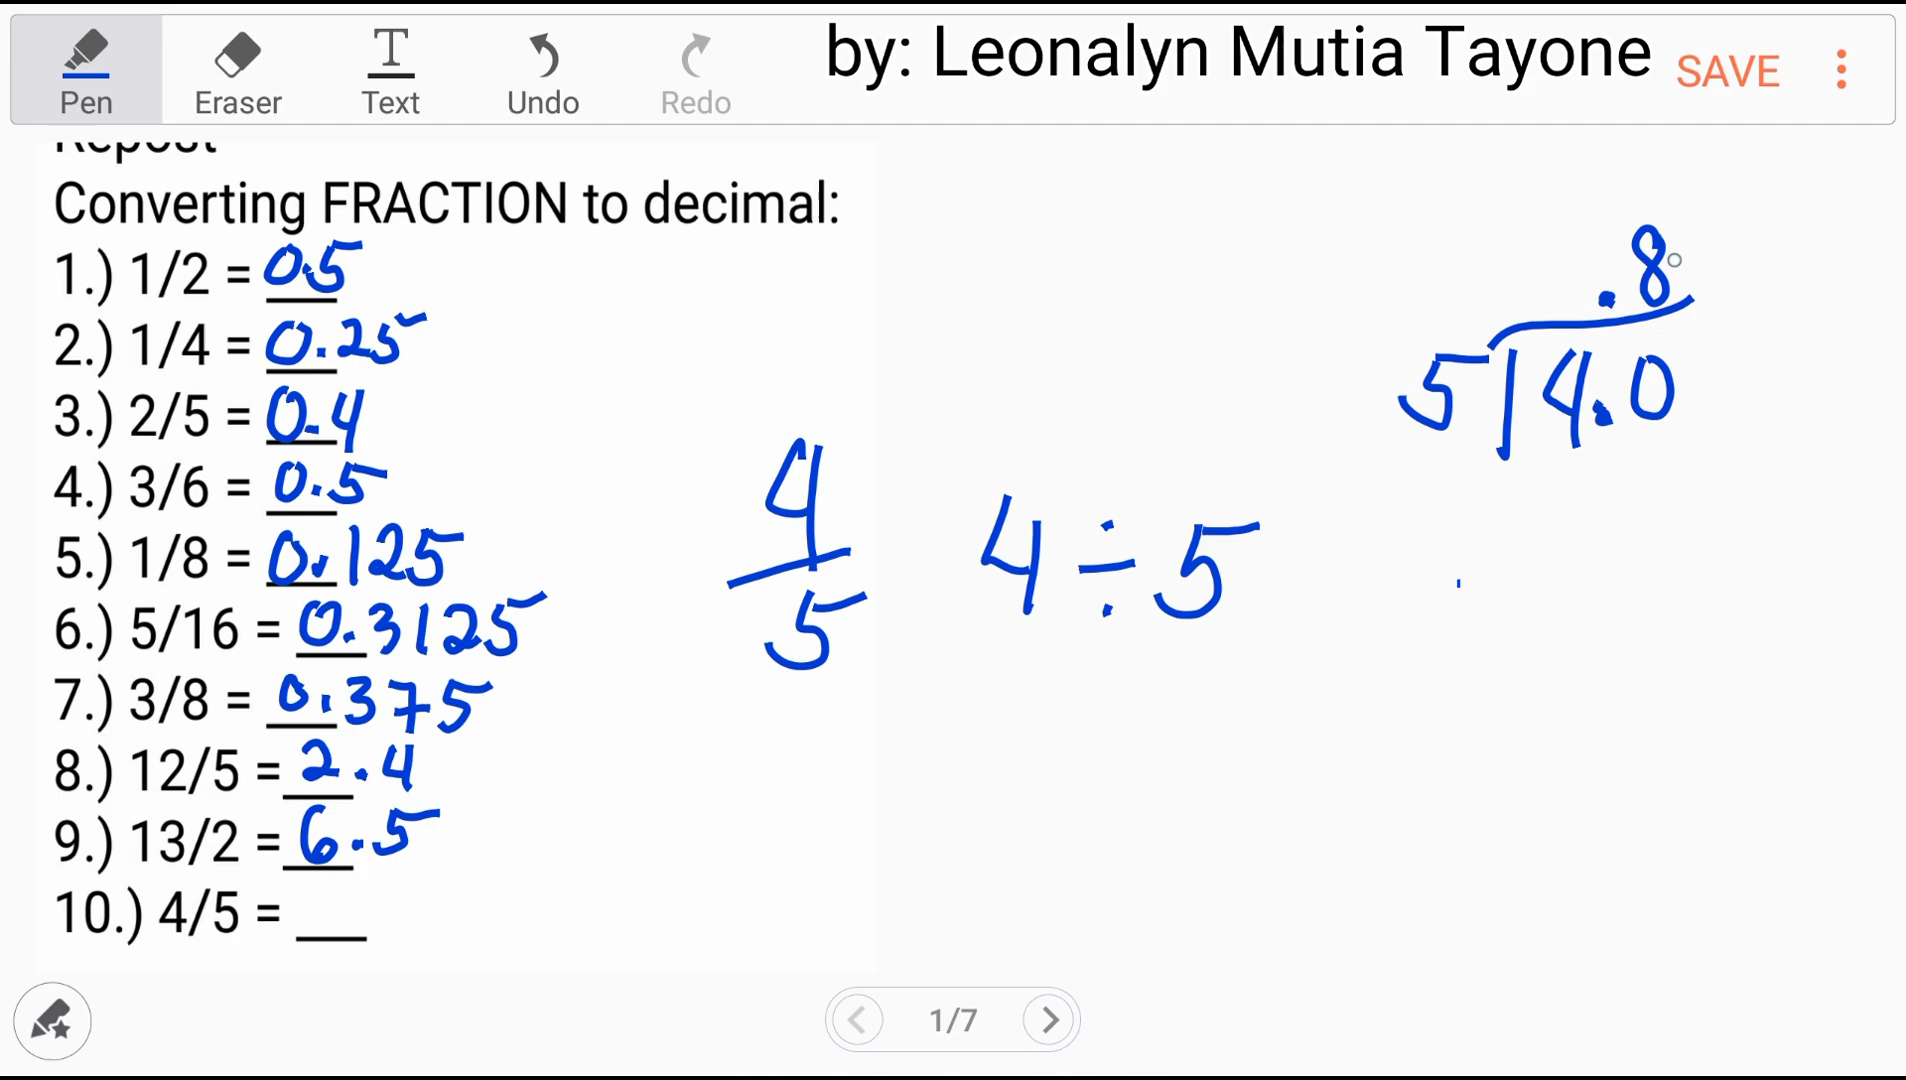 by: Leonalyn Mutia Tayone
SAVE
Pen
Eraser
Text
Undo
Redo
Repost
Converting FRACTION to decimal:
1.) 1/2 = 0.5
2.) 1/4 = 0.25
3.) 2/5 = 0.4
4.) 3/6 = 0.5
5.) 1/8 = 0.125
6.) 5/16 = 0.3125
7.) 3/8 = 0.375
8.) 12/5 = 2.4
9.) 13/2 = 6.5
10.) 4/5 = ___
4
5
4 ÷ 5
.8
5 4.0
1/7